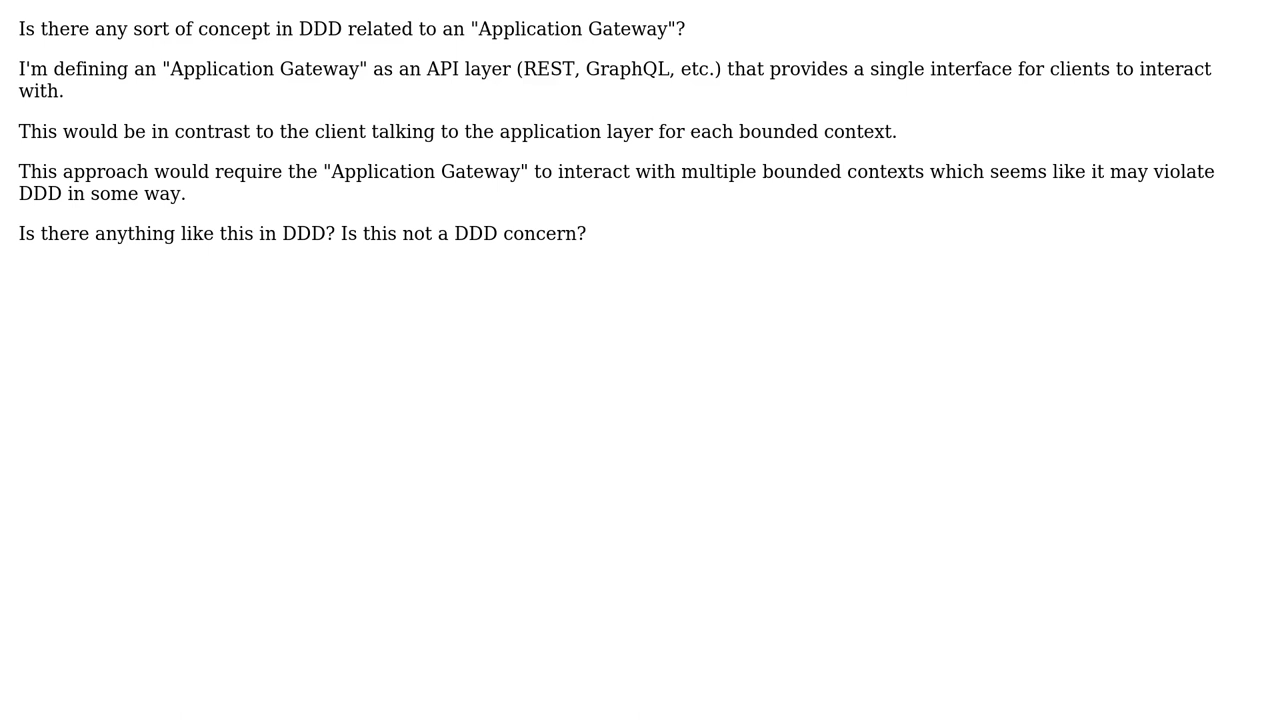 Is there any sort of concept in DDD related to an "Application Gateway"?
I'm defining an "Application Gateway" as an API layer (REST, GraphQL, etc.) that provides a single interface for clients to interact
with.
This would be in contrast to the client talking to the application layer for each bounded context.
This approach would require the "Application Gateway" to interact with multiple bounded contexts which seems like it may violate
DDD in some way.
Is there anything like this in DDD? Is this not a DDD concern?